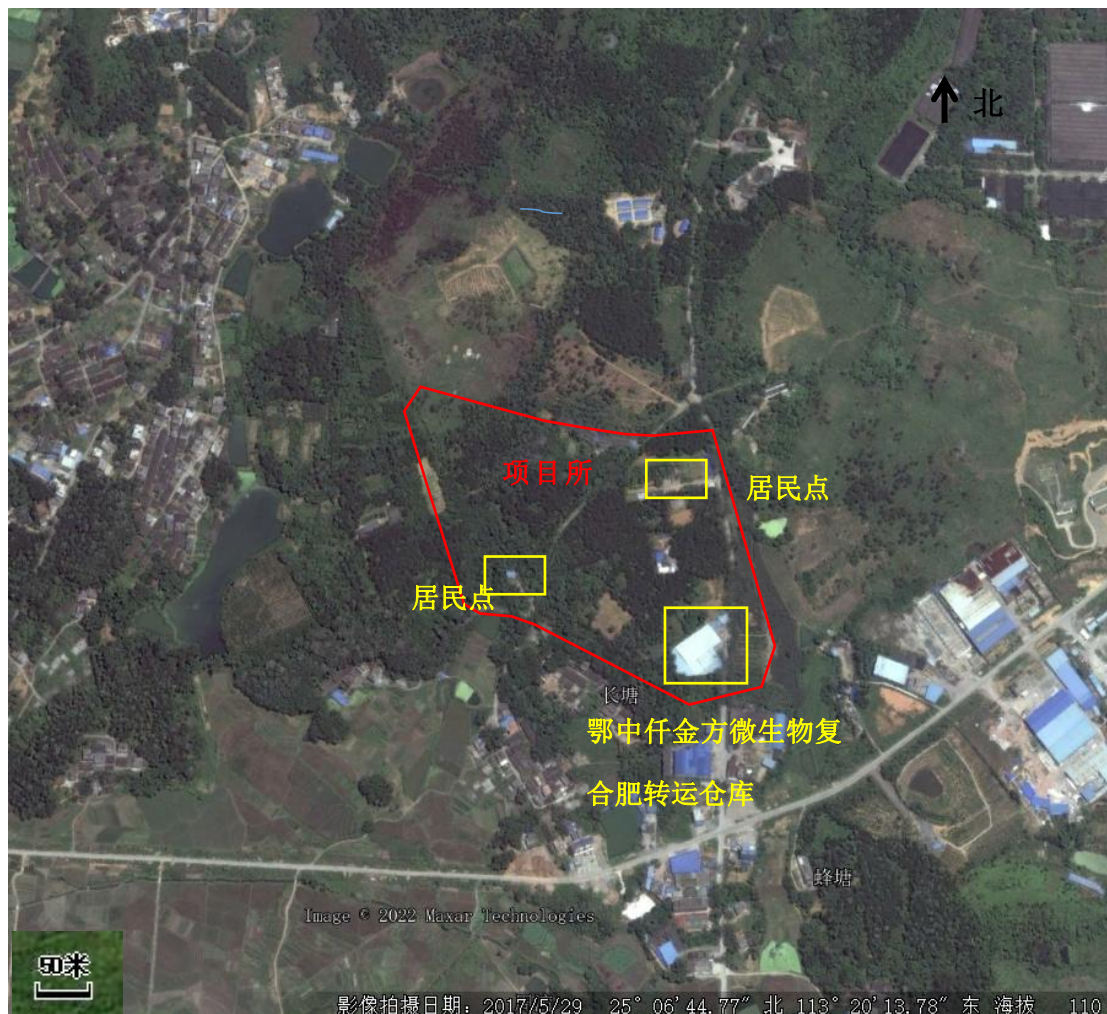 北
项目所
居民点
居民点
长塘
鄂中仟金方微生物复
合肥转运仓库
蜂塘
Image © 2022 Maxar Technologies
50米
影像拍摄日期: 2017/5/29 25° 06′44.77″ 北 113° 20′13.78″ 东 海拔 110